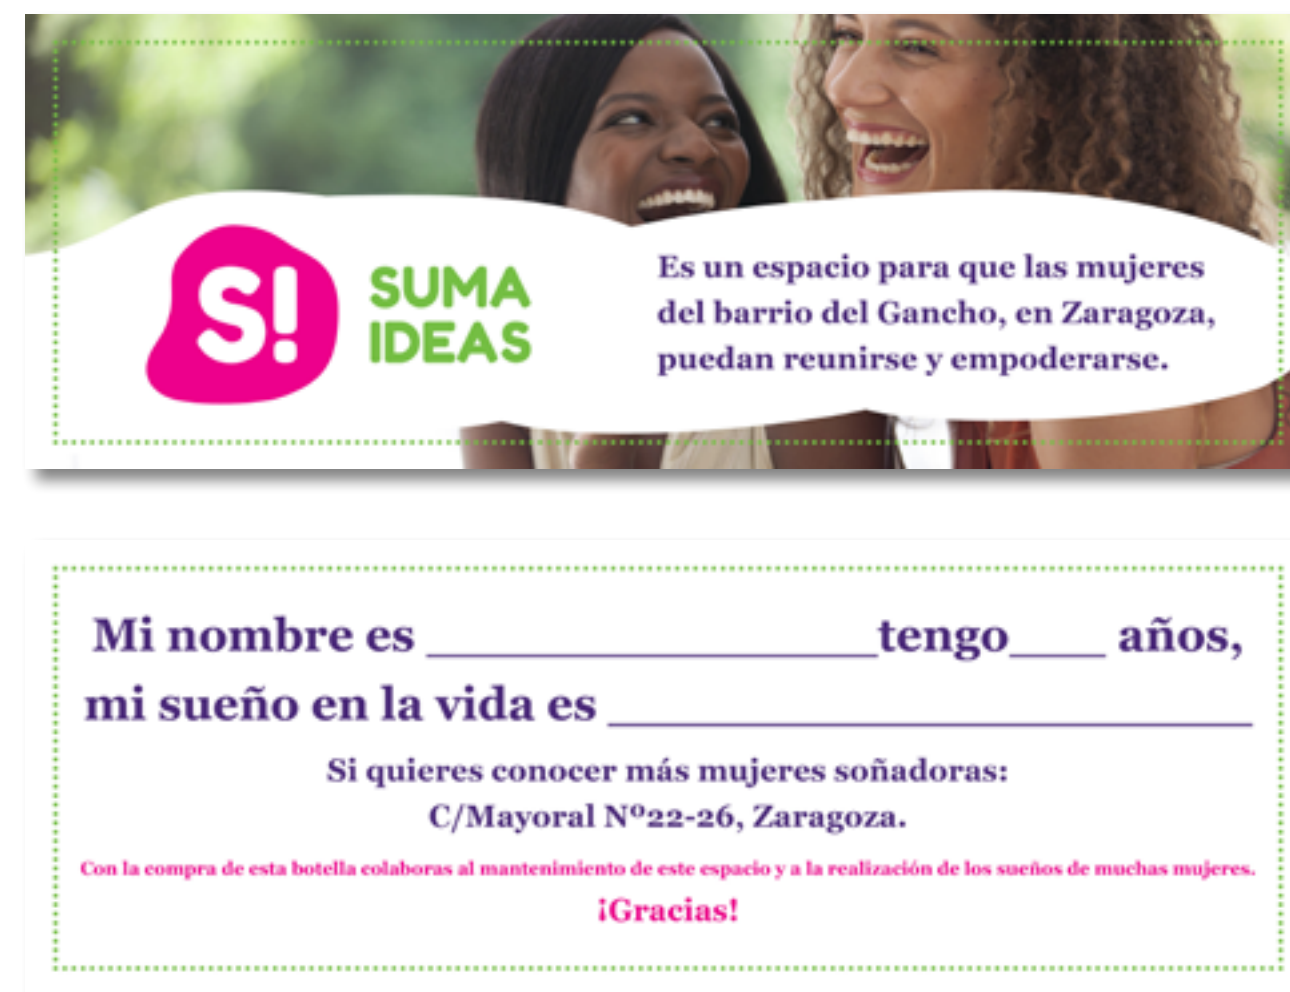 S!
SUMA
IDEAS
Es un espacio para que las mujeres
del barrio del Gancho, en Zaragoza,
puedan reunirse y empoderarse.
Mi nombre es ____________________tengo____ años,
mi sueño en la vida es ____________________________
Si quieres conocer más mujeres soñadoras:
C/Mayoral Nº22-26, Zaragoza.
Con la compra de esta botella colaboras al mantenimiento de este espacio y a la realización de los sueños de muchas mujeres.
¡Gracias!